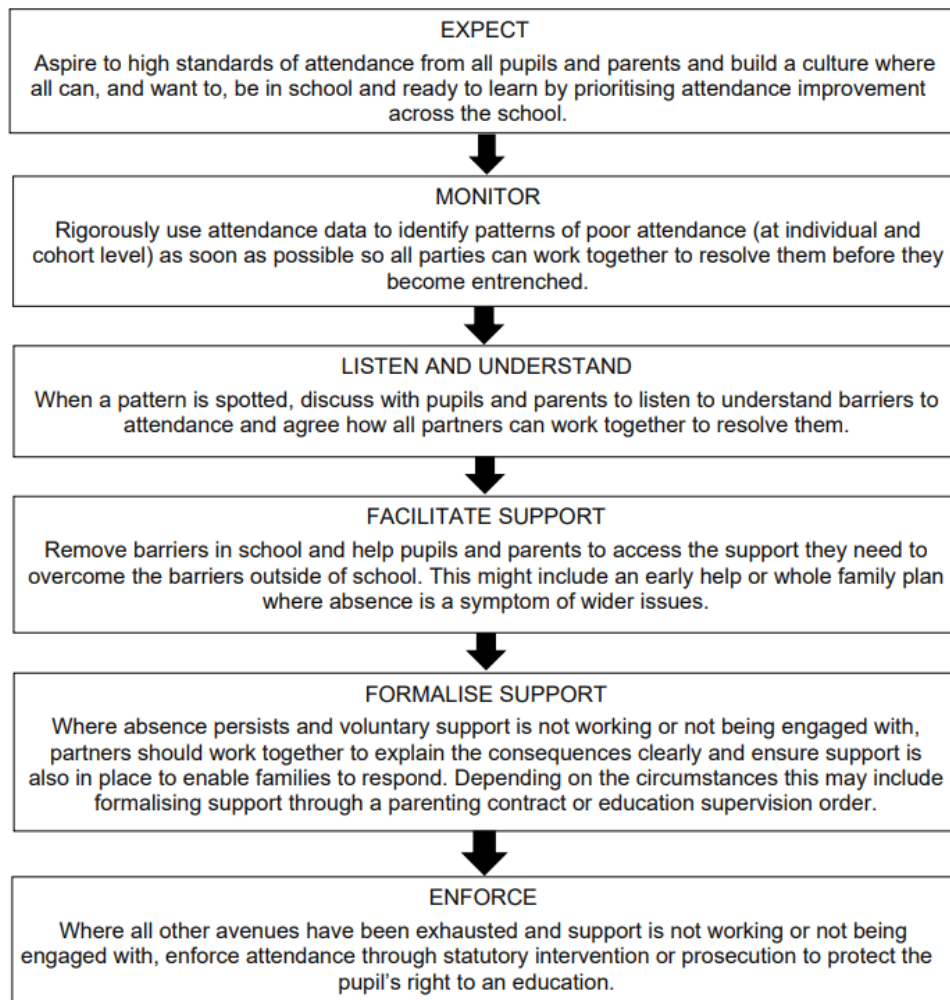 EXPECT
Aspire to high standards of attendance from all pupils and parents and build a culture where
all can, and want to, be in school and ready to learn by prioritising attendance improvement
across the school.
MONITOR
Rigorously use attendance data to identify patterns of poor attendance (at individual and
cohort level) as soon as possible so all parties can work together to resolve them before they
become entrenched.
LISTEN AND UNDERSTAND
When a pattern is spotted, discuss with pupils and parents to listen to understand barriers to
attendance and agree how all partners can work together to resolve them.
FACILITATE SUPPORT
Remove barriers in school and help pupils and parents to access the support they need to
overcome the barriers outside of school. This might include an early help or whole family plan
where absence is a symptom of wider issues.
FORMALISE SUPPORT
Where absence persists and voluntary support is not working or not being engaged with,
partners should work together to explain the consequences clearly and ensure support is
also in place to enable families to respond. Depending on the circumstances this may include
formalising support through a parenting contract or education supervision order.
ENFORCE
Where all other avenues have been exhausted and support is not working or not being
engaged with, enforce attendance through statutory intervention or prosecution to protect the
pupil's right to an education.